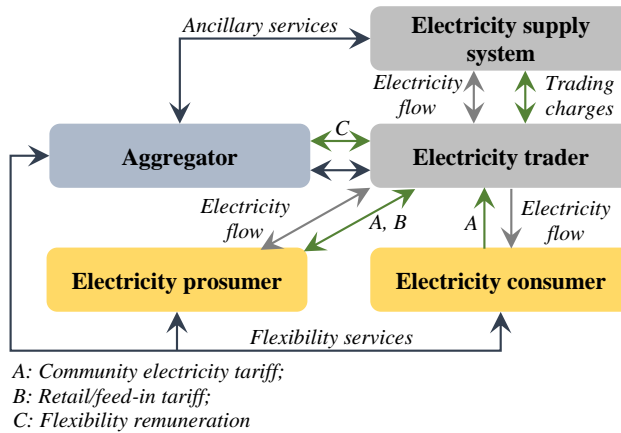 Ancillary services
Electricity supply
system
Electricity
flow
Trading
charges
Aggregator
C
Electricity trader
Electricity
flow
A, B
A
Electricity
flow
Electricity prosumer
Electricity consumer
Flexibility services
A: Community electricity tariff;
B: Retail/feed-in tariff;
C: Flexibility remuneration